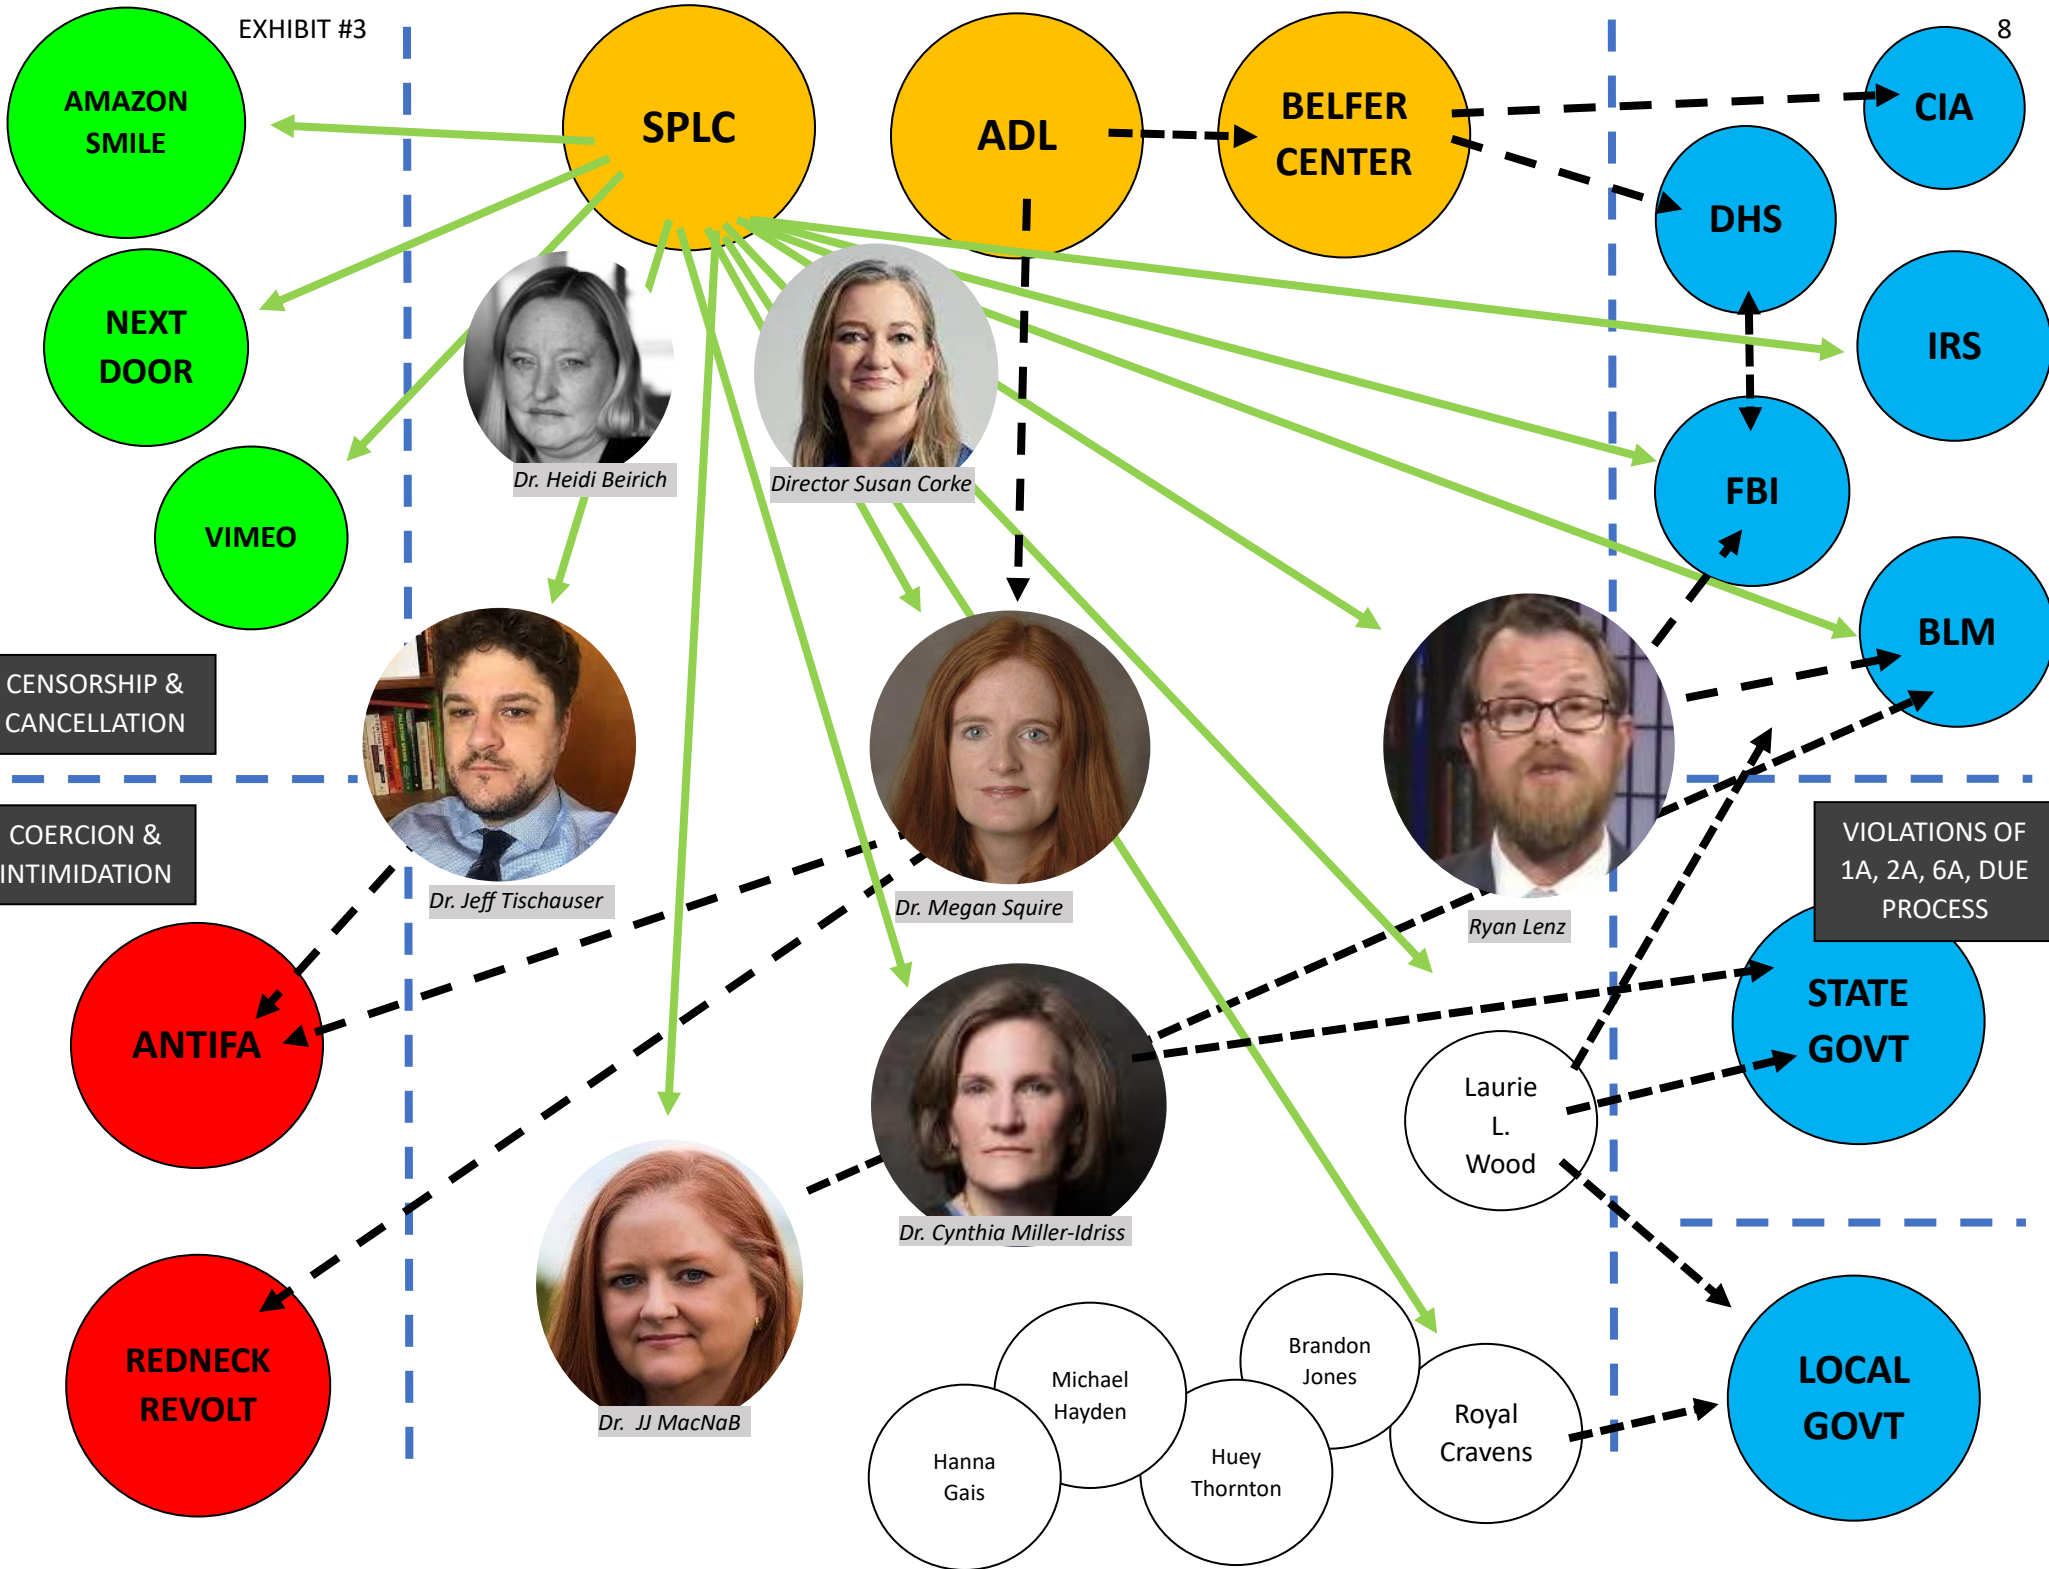 EXHIBIT #3
8
AMAZON
SMILE
SPLC
ADL
BELFER
CENTER
CIA
DHS
NEXT
DOOR
IRS
Dr. Heidi Beirich
Director Susan Corke
FBI
VIMEO
BLM
CENSORSHIP &
CANCELLATION
COERCION &
INTIMIDATION
VIOLATIONS OF
1A, 2A, 6A, DUE
PROCESS
Dr. Jeff Tischauser
Dr. Megan Squire
Ryan Lenz
ANTIFA
STATE
GOVT
Laurie
L.
Wood
Dr. Cynthia Miller-Idriss
REDNECK
REVOLT
Dr. JJ MacNaB
Hanna
Gais
Michael
Hayden
Huey
Thornton
Brandon
Jones
Royal
Cravens
LOCAL
GOVT